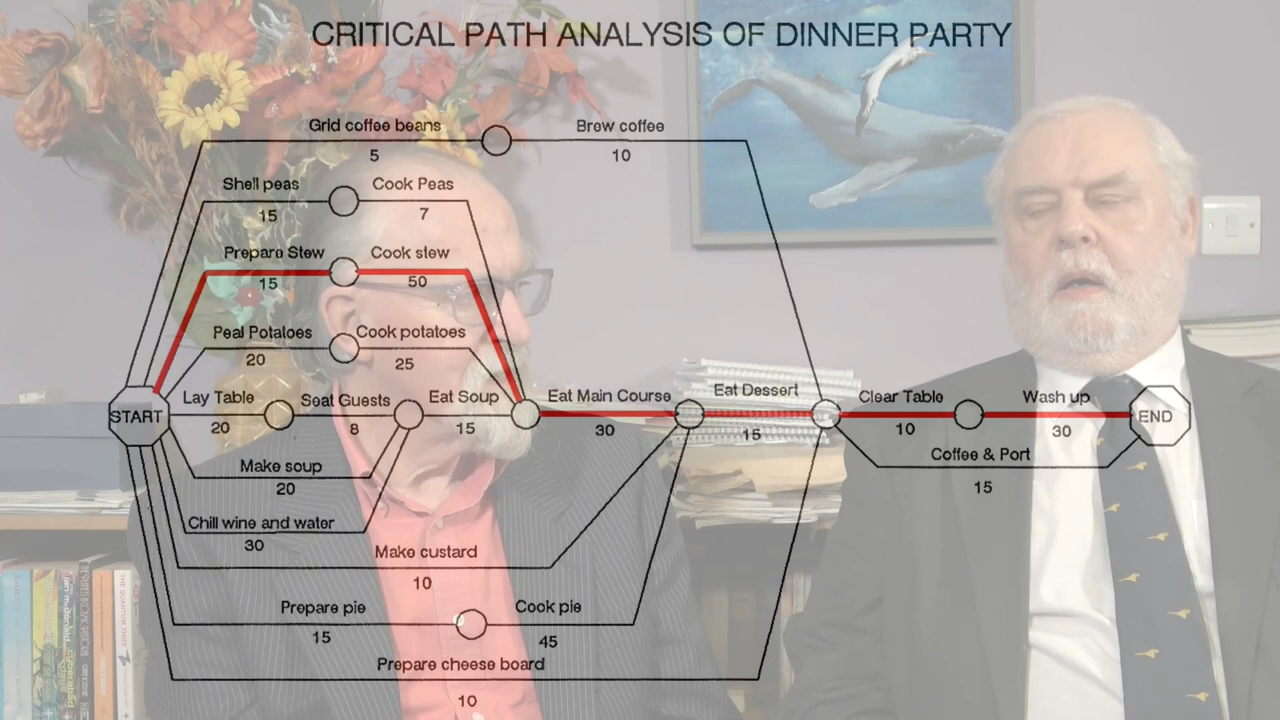 CRITICAL PATH ANALYSIS OF DINNER PARTY
Grid coffee beans
5
Brew coffee
10
Shell peas
15
Cook Peas
7
Prepare Stew
15
Cook stew
50
Peal Potatoes
20
Cook potatoes
25
START
Lay Table
20
Seat Guests
8
Eat Soup
15
Eat Main Course
30
Eat Dessert
15
Clear Table
10
Wash up
30
END
Coffee & Port
15
Make soup
20
Chill wine and water
30
Make custard
10
Prepare pie
15
Cook pie
45
Prepare cheese board
10
THE QUANTUM THIEF